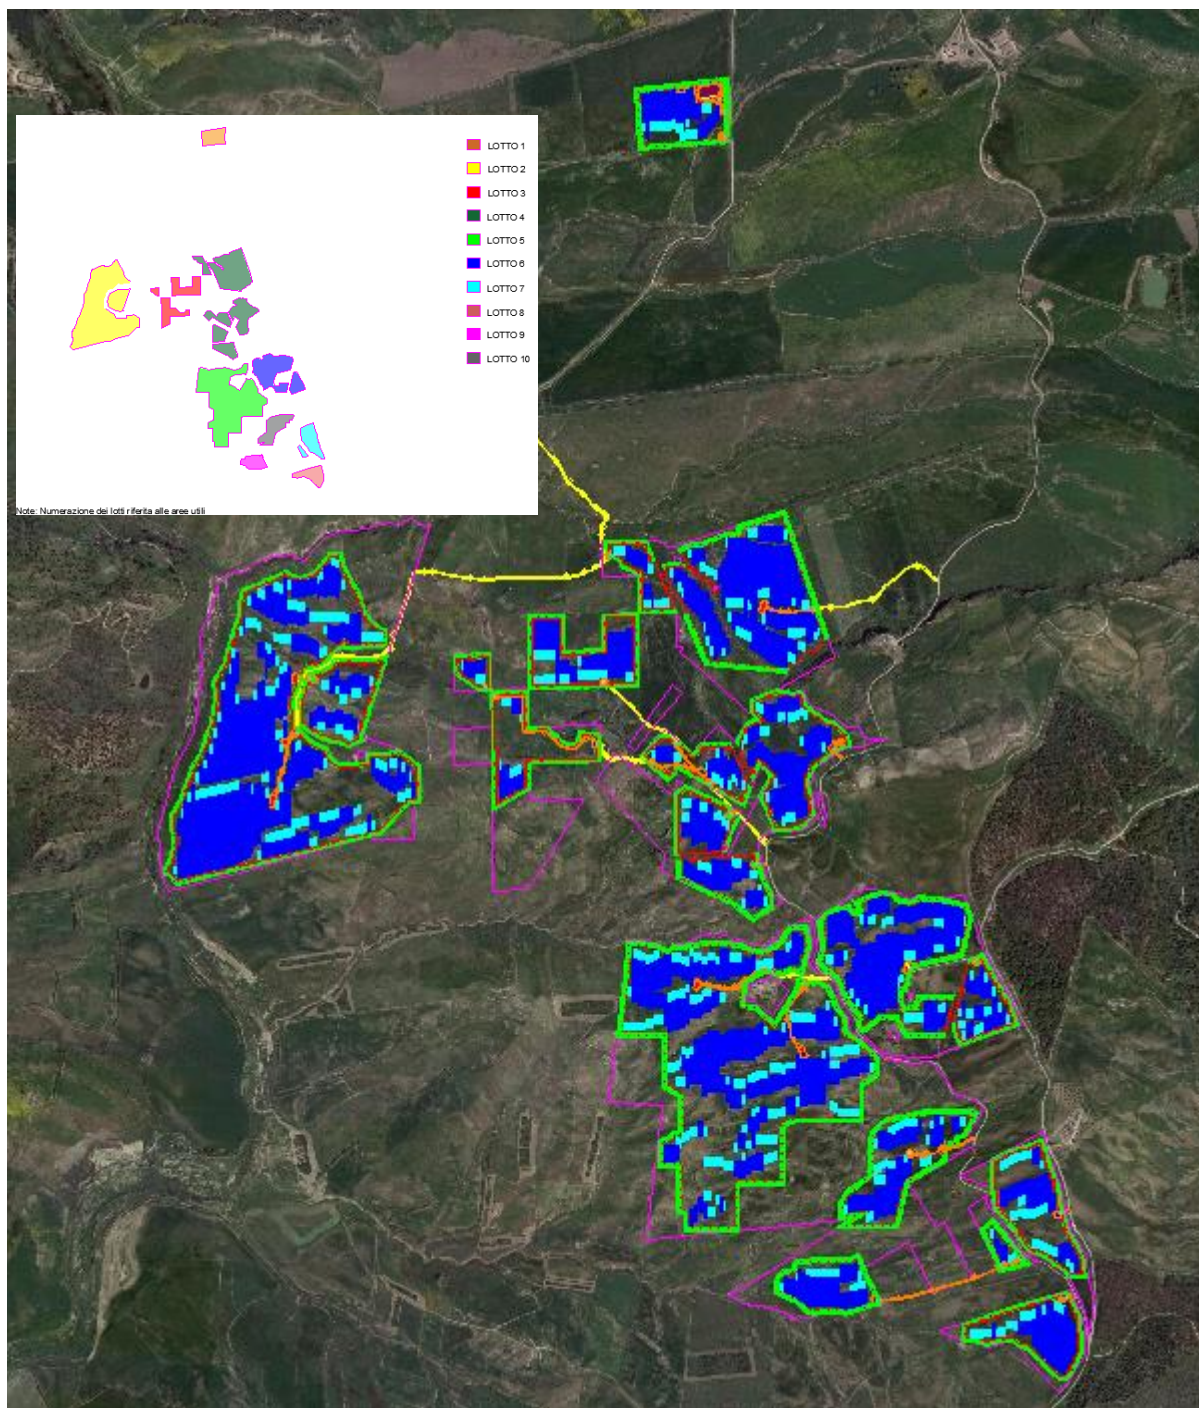 LOTTO 1
LOTTO 2
LOTTO 3
LOTTO 4
LOTTO 5
LOTTO 6
LOTTO 7
LOTTO 8
LOTTO 9
LOTTO 10
Note: Numerazione dei lotti riferita alle aree utili